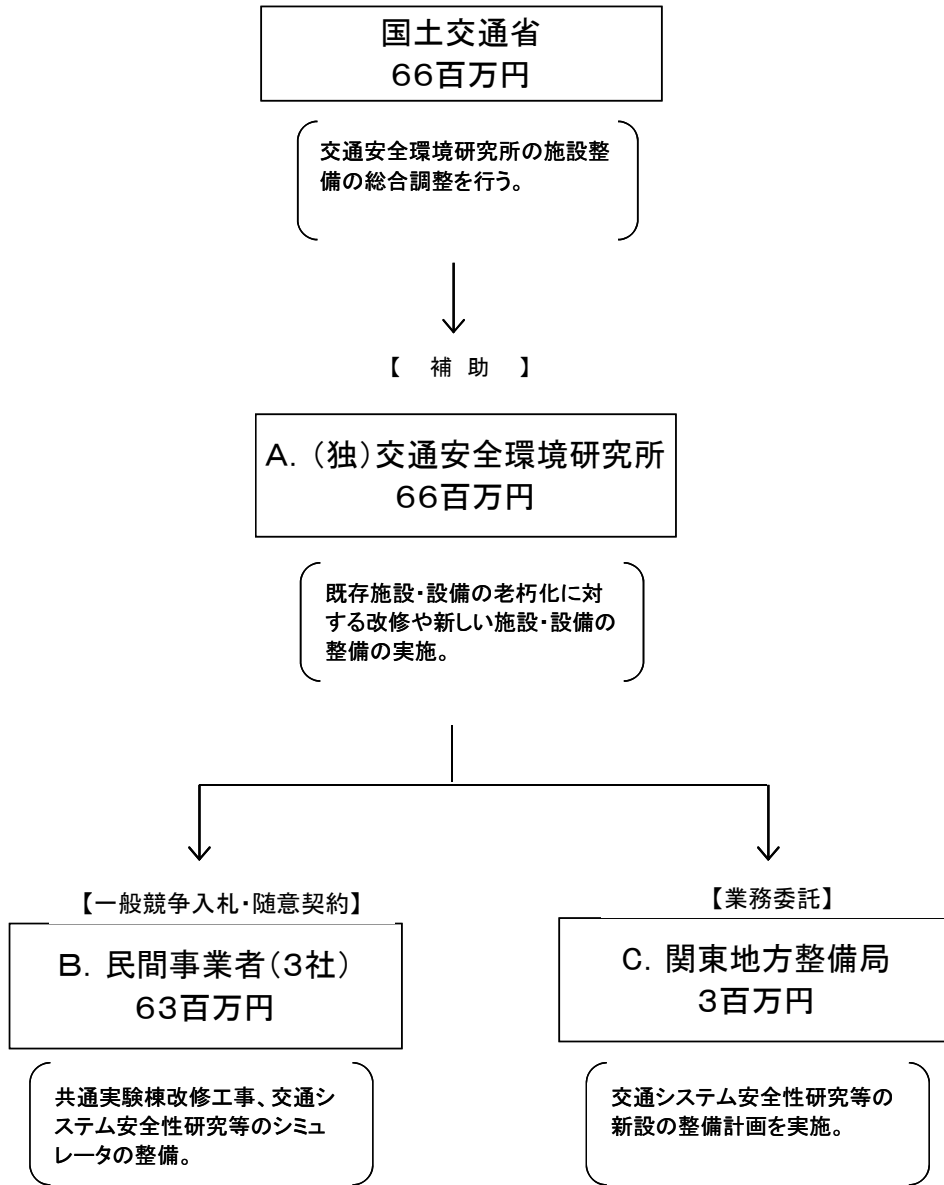 国土交通省
66百万円
交通安全環境研究所の施設整
備の総合調整を行う。
【　補 助　】
A. （独）交通安全環境研究所
66百万円
既存施設・設備の老朽化に対
する改修や新しい施設・設備の
整備の実施。
【一般競争入札・随意契約】
B. 民間事業者（3社）
63百万円
共通実験棟改修工事、交通シ
ステム安全性研究等のシミュ
レータの整備。
【業務委託】
C. 関東地方整備局
3百万円
交通システム安全性研究等の
新設の整備計画を実施。